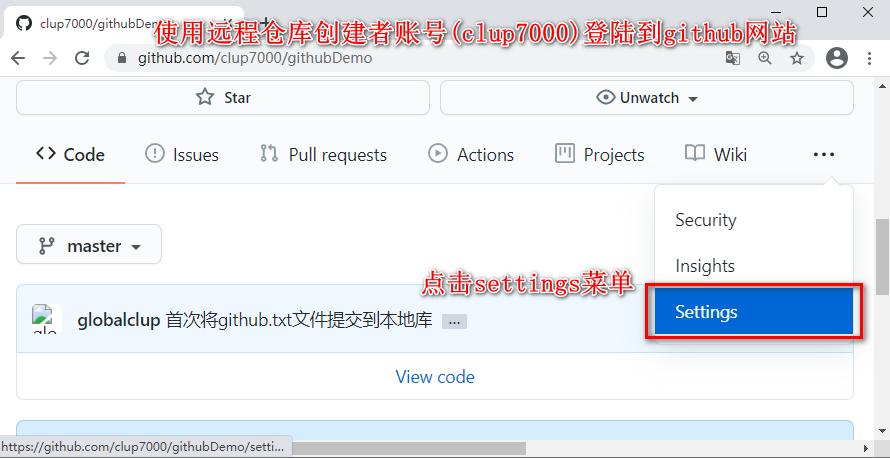 clup7000/githubDemo
使用远程仓库创建者账号(clup7000)登陆到github网站
github.com/clup7000/githubDemo
Star
Unwatch
Code
Issues
Pull requests
Actions
Projects
Wiki
Security
Insights
Settings
master
点击settings菜单
globalclup 首次将github.txt文件提交到本地库 ...
View code
https://github.com/clup7000/githubDemo/setti...